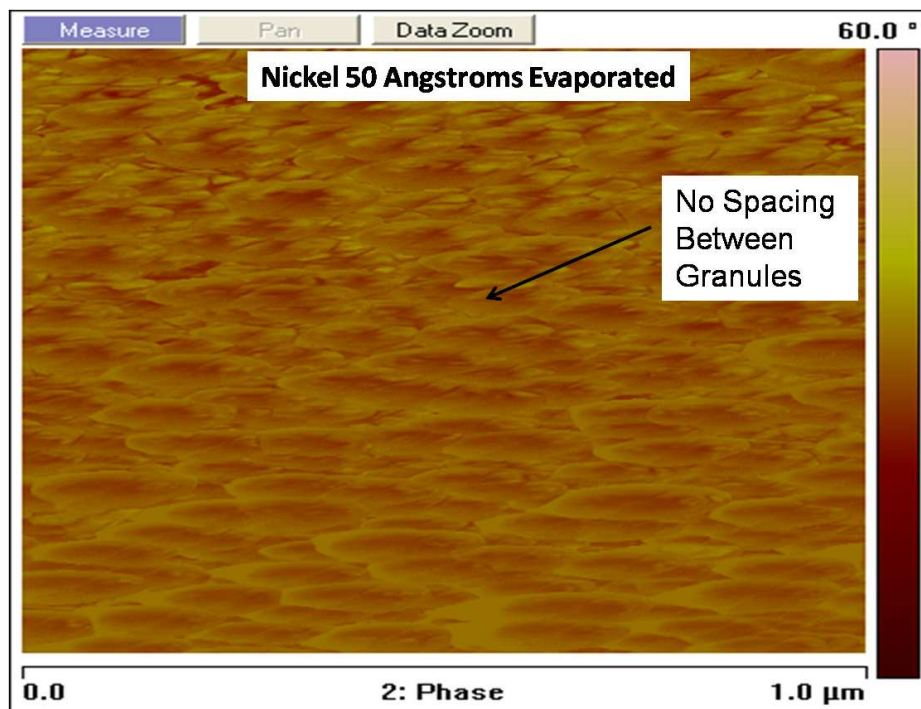 Measure Pan Data Zoom 60.0 °
Nickel 50 Angstroms Evaporated
No Spacing
Between
Granules
0.0 2: Phase 1.0 µm